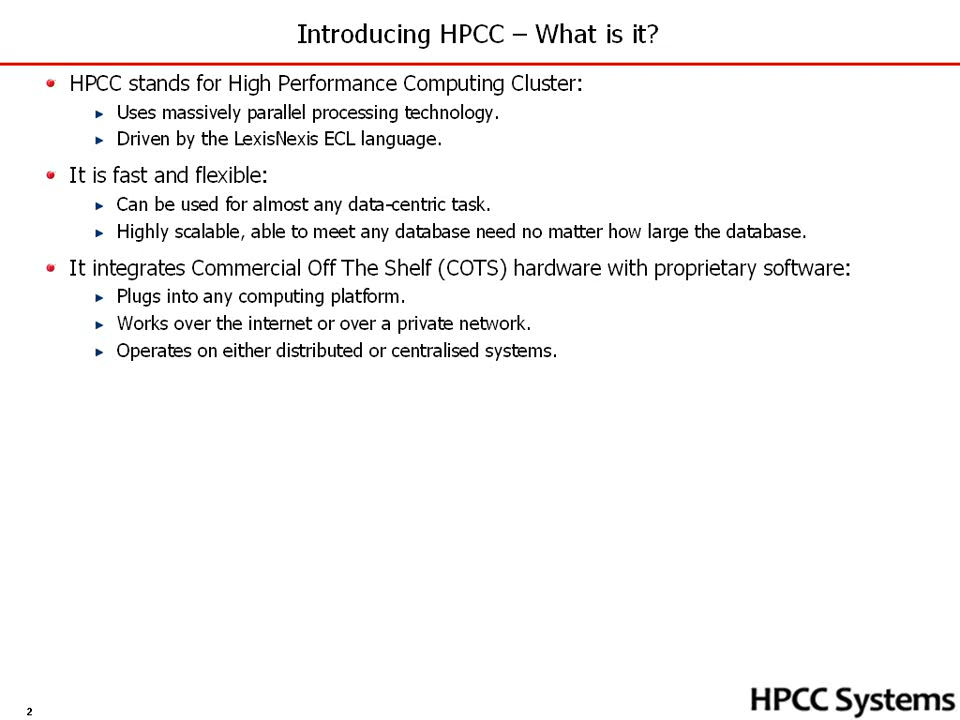 Introducing HPCC – What is it?
HPCC stands for High Performance Computing Cluster:
Uses massively parallel processing technology.
Driven by the LexisNexis ECL language.
It is fast and flexible:
Can be used for almost any data-centric task.
Highly scalable, able to meet any database need no matter how large the database.
It integrates Commercial Off The Shelf (COTS) hardware with proprietary software:
Plugs into any computing platform.
Works over the internet or over a private network.
Operates on either distributed or centralised systems.
2
HPCC Systems